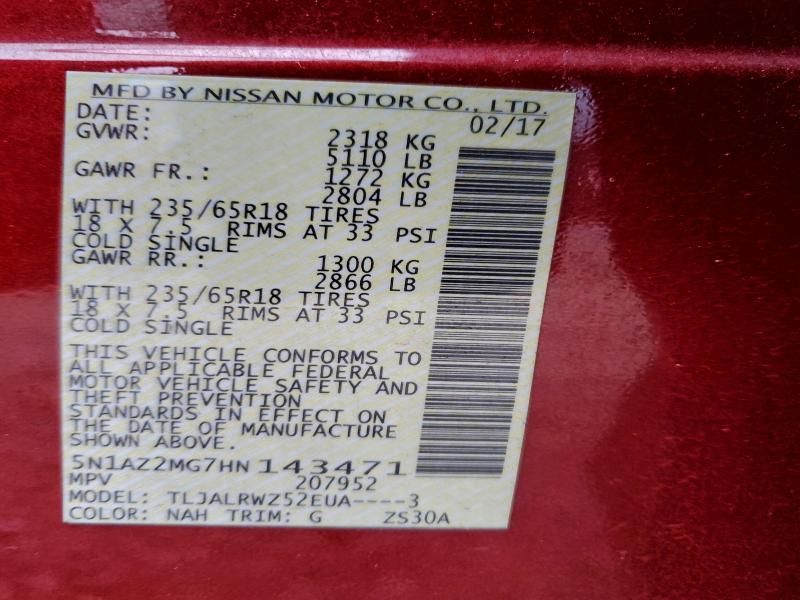 MFD BY NISSAN MOTOR CO., LTD.
DATE: 02/17
GVWR: 2318 KG
5110 LB
GAWR FR.: 1272 KG
2804 LB
WITH 235/65R18 TIRES
18 X 7.5 RIMS AT 33 PSI
COLD SINGLE
GAWR RR.: 1300 KG
2866 LB
WITH 235/65R18 TIRES
18 X 7.5 RIMS AT 33 PSI
COLD SINGLE
THIS VEHICLE CONFORMS TO
ALL APPLICABLE FEDERAL
MOTOR VEHICLE SAFETY AND
THEFT PREVENTION
STANDARDS IN EFFECT ON
THE DATE OF MANUFACTURE
SHOWN ABOVE.
5N1AZ2MG7HN143471
MPV 207952
MODEL: TLJALRWZ52EUA----3
COLOR: NAH TRIM: G ZS30A